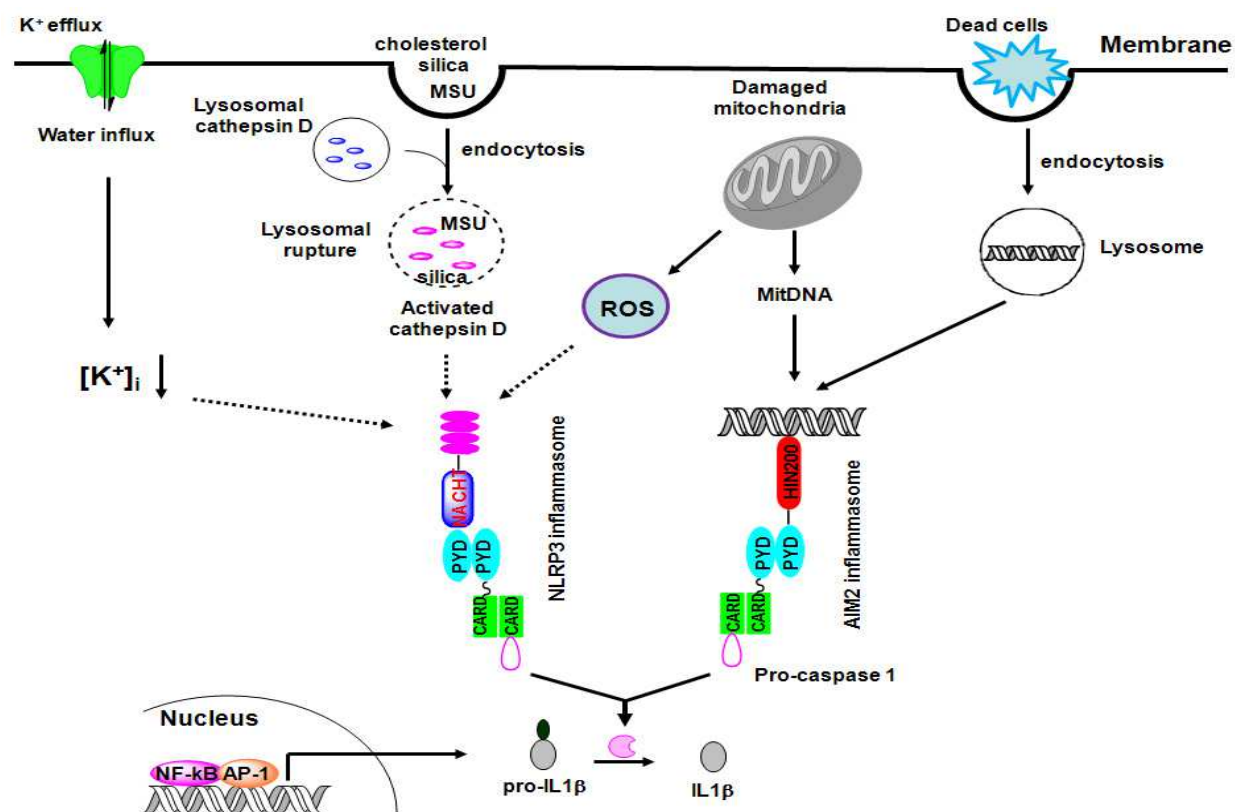 K+ efflux
Water influx
[K+]i
cholesterol
silica
MSU
Lysosomal
cathepsin D
endocytosis
Lysosomal
rupture
MSU
silica
Activated
cathepsin D
Damaged
mitochondria
ROS
MitDNA
Dead cells
Membrane
endocytosis
Lysosome
NACHT
PYD PYD
CARD CARD
NLRP3 inflammasome
HIN200
PYD PYD
CARD CARD
AIM2 inflammasome
Pro-caspase 1
Nucleus
NF-kB AP-1
pro-IL1β
IL1β